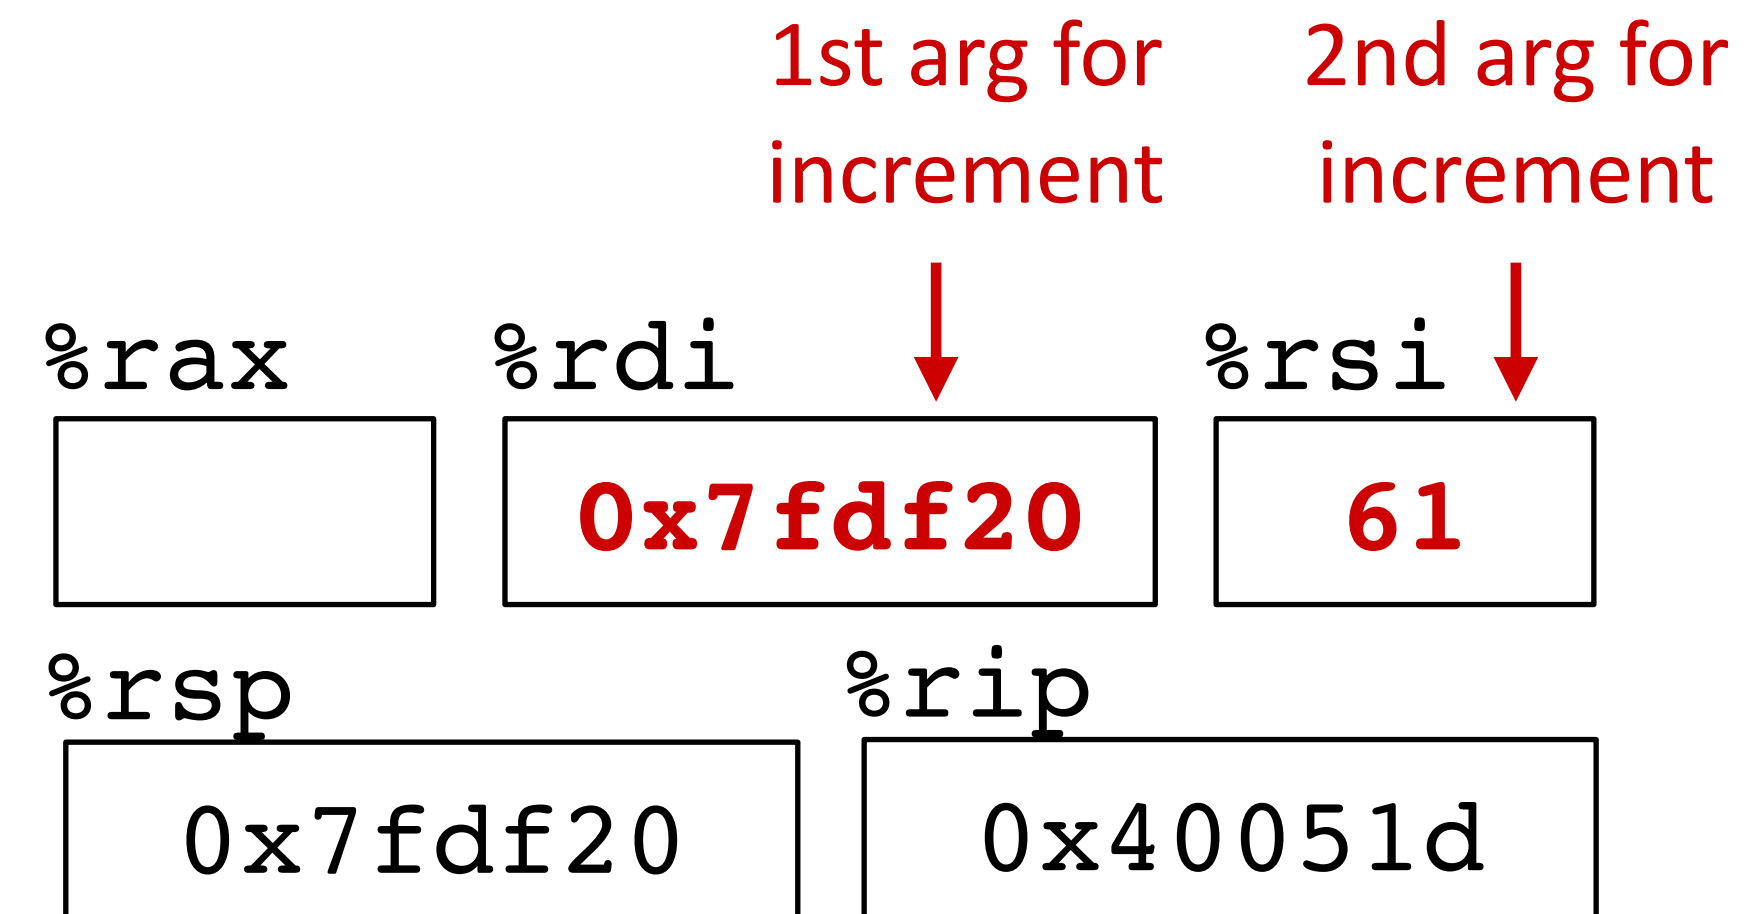 1st arg for 2nd arg for
increment increment
%rax %rdi %rsi
0x7fdf20 61
%rsp %rip
0x7fdf20 0x40051d